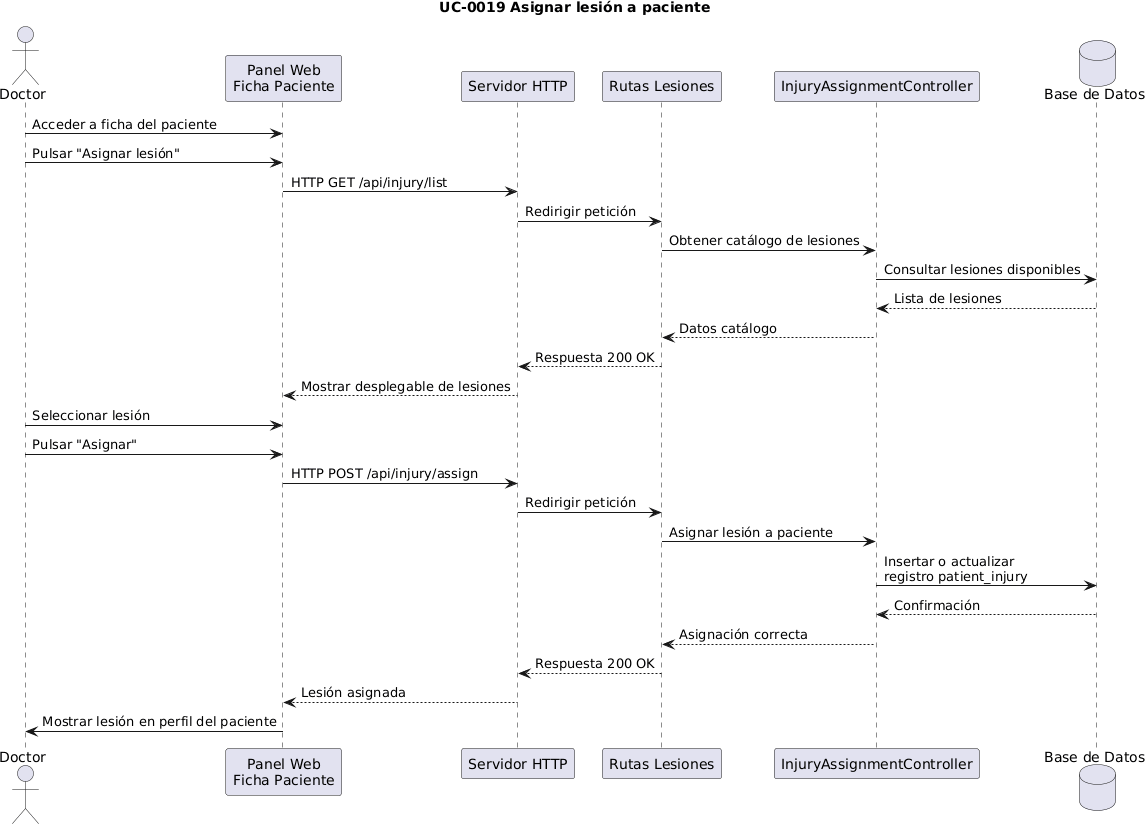 UC-0019 Asignar lesión a paciente
Doctor
Panel Web
Ficha Paciente
Servidor HTTP
Rutas Lesiones
InjuryAssignmentController
Base de Datos
Acceder a ficha del paciente
Pulsar "Asignar lesión"
HTTP GET /api/injury/list
Redirigir petición
Obtener catálogo de lesiones
Consultar lesiones disponibles
Lista de lesiones
Datos catálogo
Respuesta 200 OK
Mostrar desplegable de lesiones
Seleccionar lesión
Pulsar "Asignar"
HTTP POST /api/injury/assign
Redirigir petición
Asignar lesión a paciente
Insertar o actualizar
registro patient_injury
Confirmación
Asignación correcta
Respuesta 200 OK
Lesión asignada
Mostrar lesión en perfil del paciente
Doctor
Panel Web
Ficha Paciente
Servidor HTTP
Rutas Lesiones
InjuryAssignmentController
Base de Datos